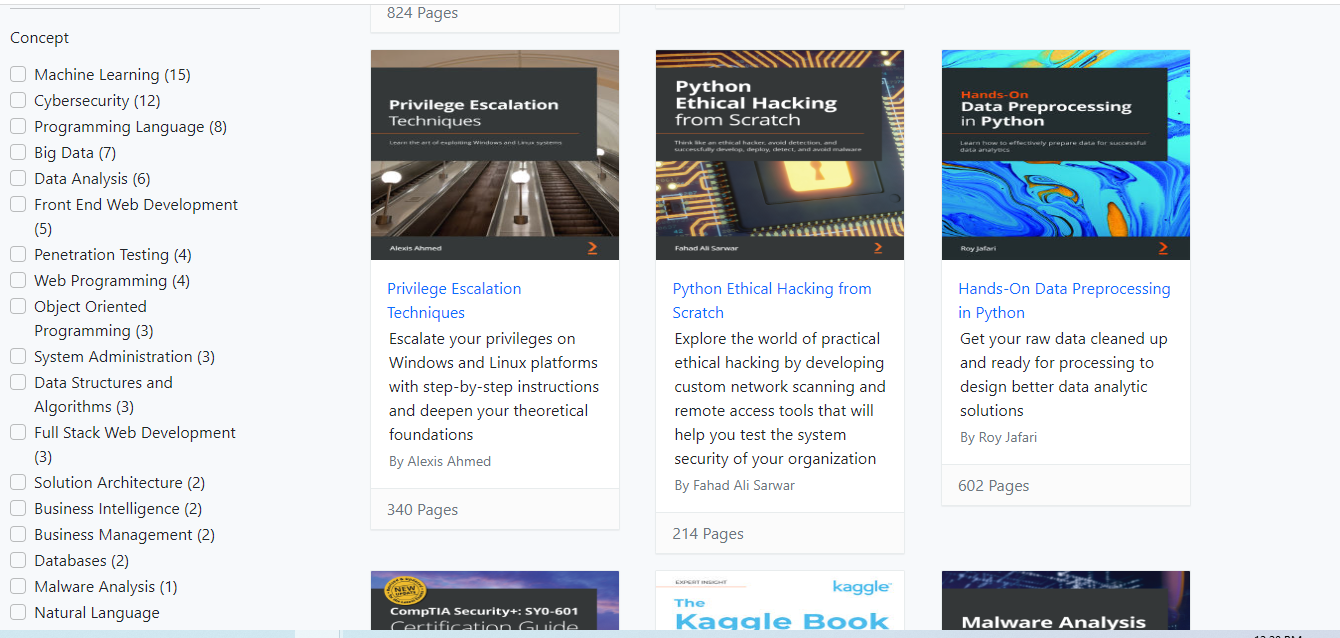 824 Pages
Concept
Machine Learning (15)
Cybersecurity (12)
Programming Language (8)
Big Data (7)
Data Analysis (6)
Front End Web Development
(5)
Penetration Testing (4)
Web Programming (4)
Object Oriented
Programming (3)
System Administration (3)
Data Structures and
Algorithms (3)
Full Stack Web Development
(3)
Solution Architecture (2)
Business Intelligence (2)
Business Management (2)
Databases (2)
Malware Analysis (1)
Natural Language
Privilege Escalation
Techniques
Learn the art of exploiting Windows and Linux systems
Alexis Ahmed
Privilege Escalation
Techniques
Escalate your privileges on
Windows and Linux platforms
with step-by-step instructions
and deepen your theoretical
foundations
By Alexis Ahmed
340 Pages
Python
Ethical Hacking
from Scratch
Think like an ethical hacker, avoid detection, and
successfully develop, deploy, detect, and avoid malware
Fahad Ali Sarwar
Python Ethical Hacking from
Scratch
Explore the world of practical
ethical hacking by developing
custom network scanning and
remote access tools that will
help you test the system
security of your organization
By Fahad Ali Sarwar
214 Pages
Hands-On
Data Preprocessing
in Python
Learn how to effectively prepare data for successful
data analytics
Roy Jafari
Hands-On Data Preprocessing
in Python
Get your raw data cleaned up
and ready for processing to
design better data analytic
solutions
By Roy Jafari
602 Pages
NEW
UPDATE
CompTIA Security+: SY0-601
Certification Guide
EXPERT INSIGHT
kaggle
The
Kaggle Book
Malware Analysis